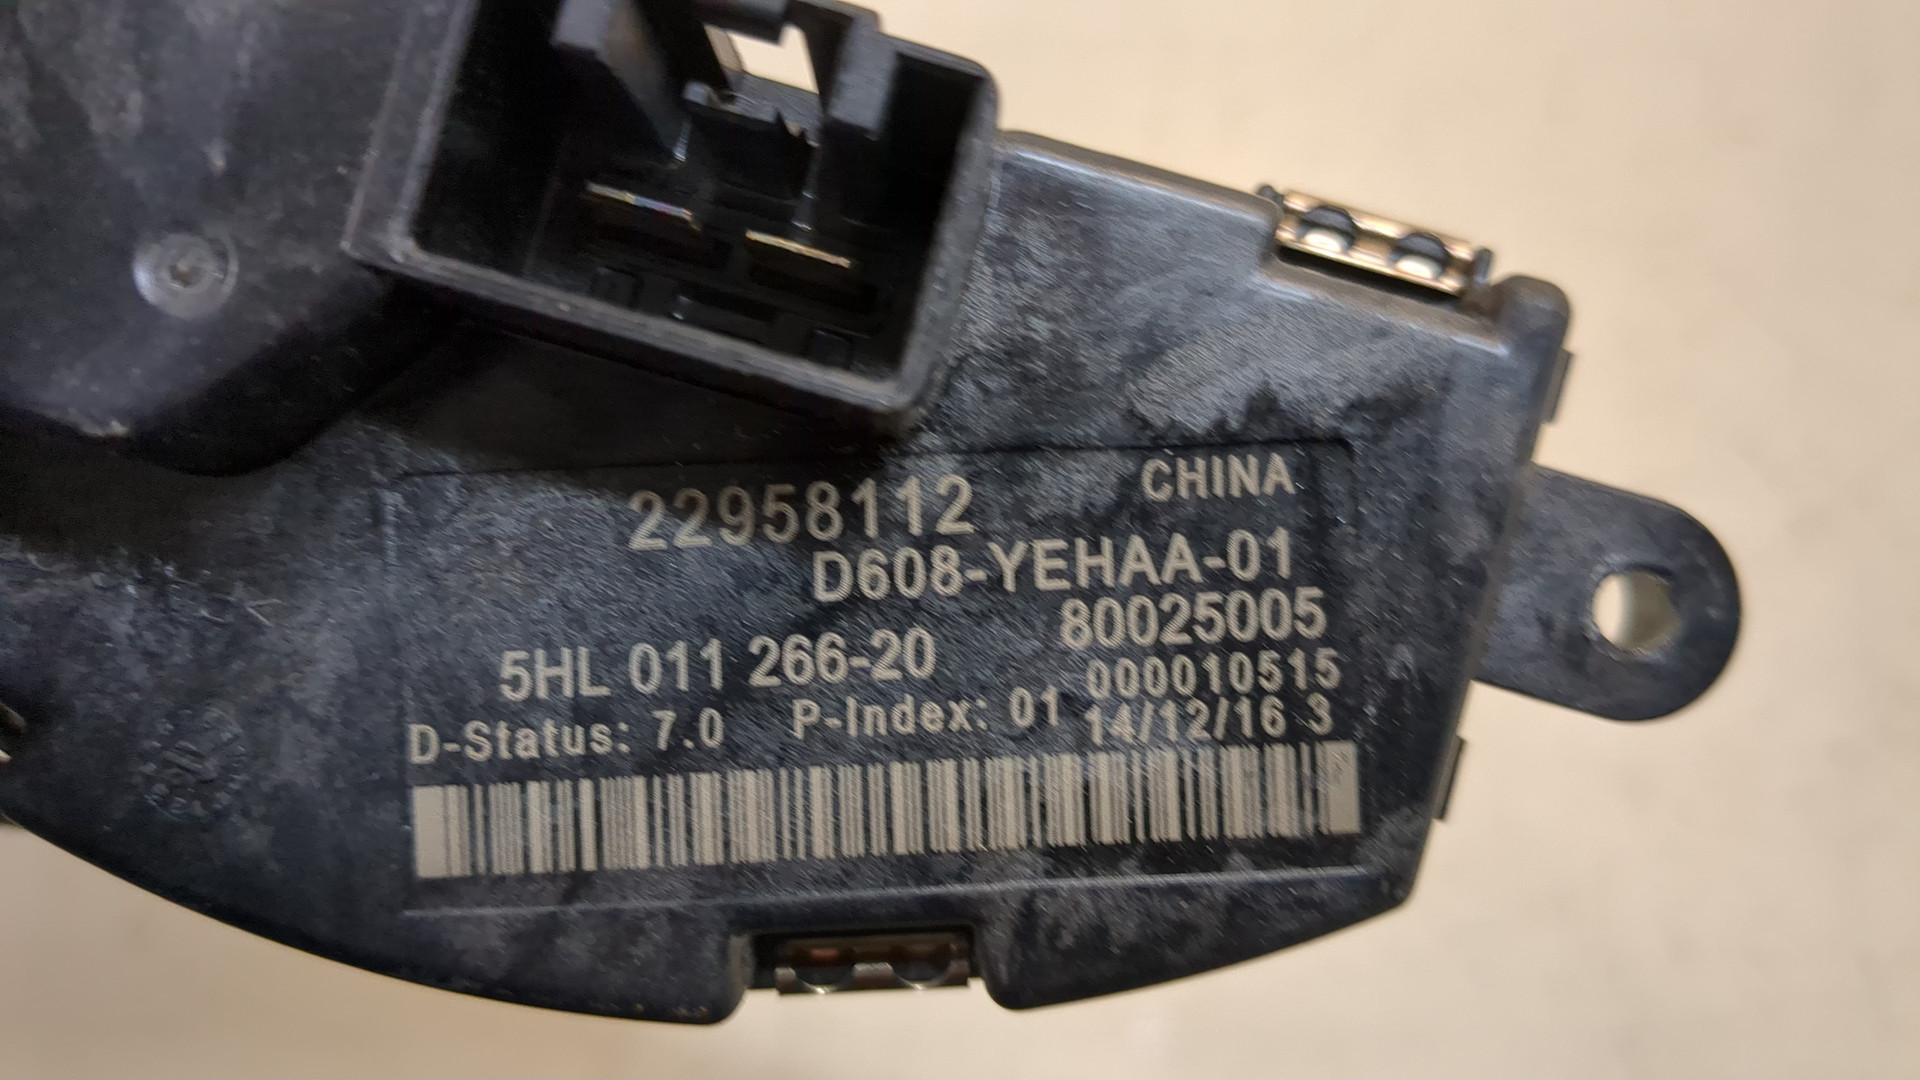 22958112 CHINA
D608-YEHAA-01
80025005
5HL 011 266-20
000010515
D-Status: 7.0 P-Index: 01 14/12/16 3